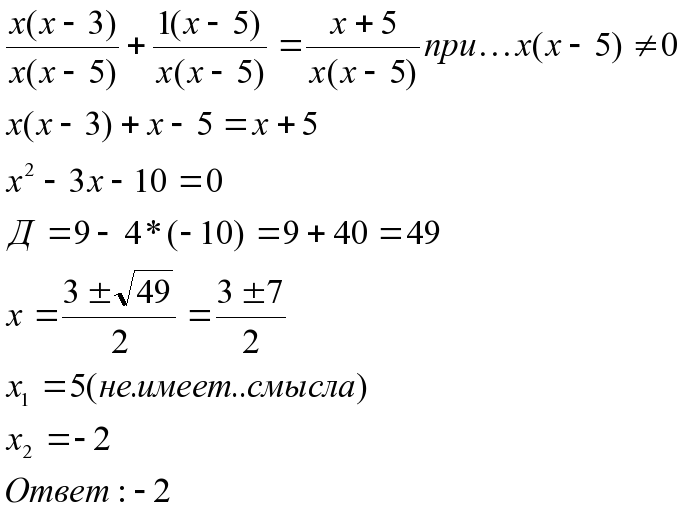 x(x − 3)/x(x − 5) + 1(x − 5)/x(x − 5) = x + 5/x(x − 5) при...x(x − 5) ≠0
x(x − 3) + x − 5 = x + 5
x² − 3x − 10 = 0
Д = 9 − 4*(−10) = 9 + 40 = 49
x = 3 ±√49/2 = 3 ±7/2
x₁ = 5(не.имеет..смысла)
x₂ = −2
Ответ : −2